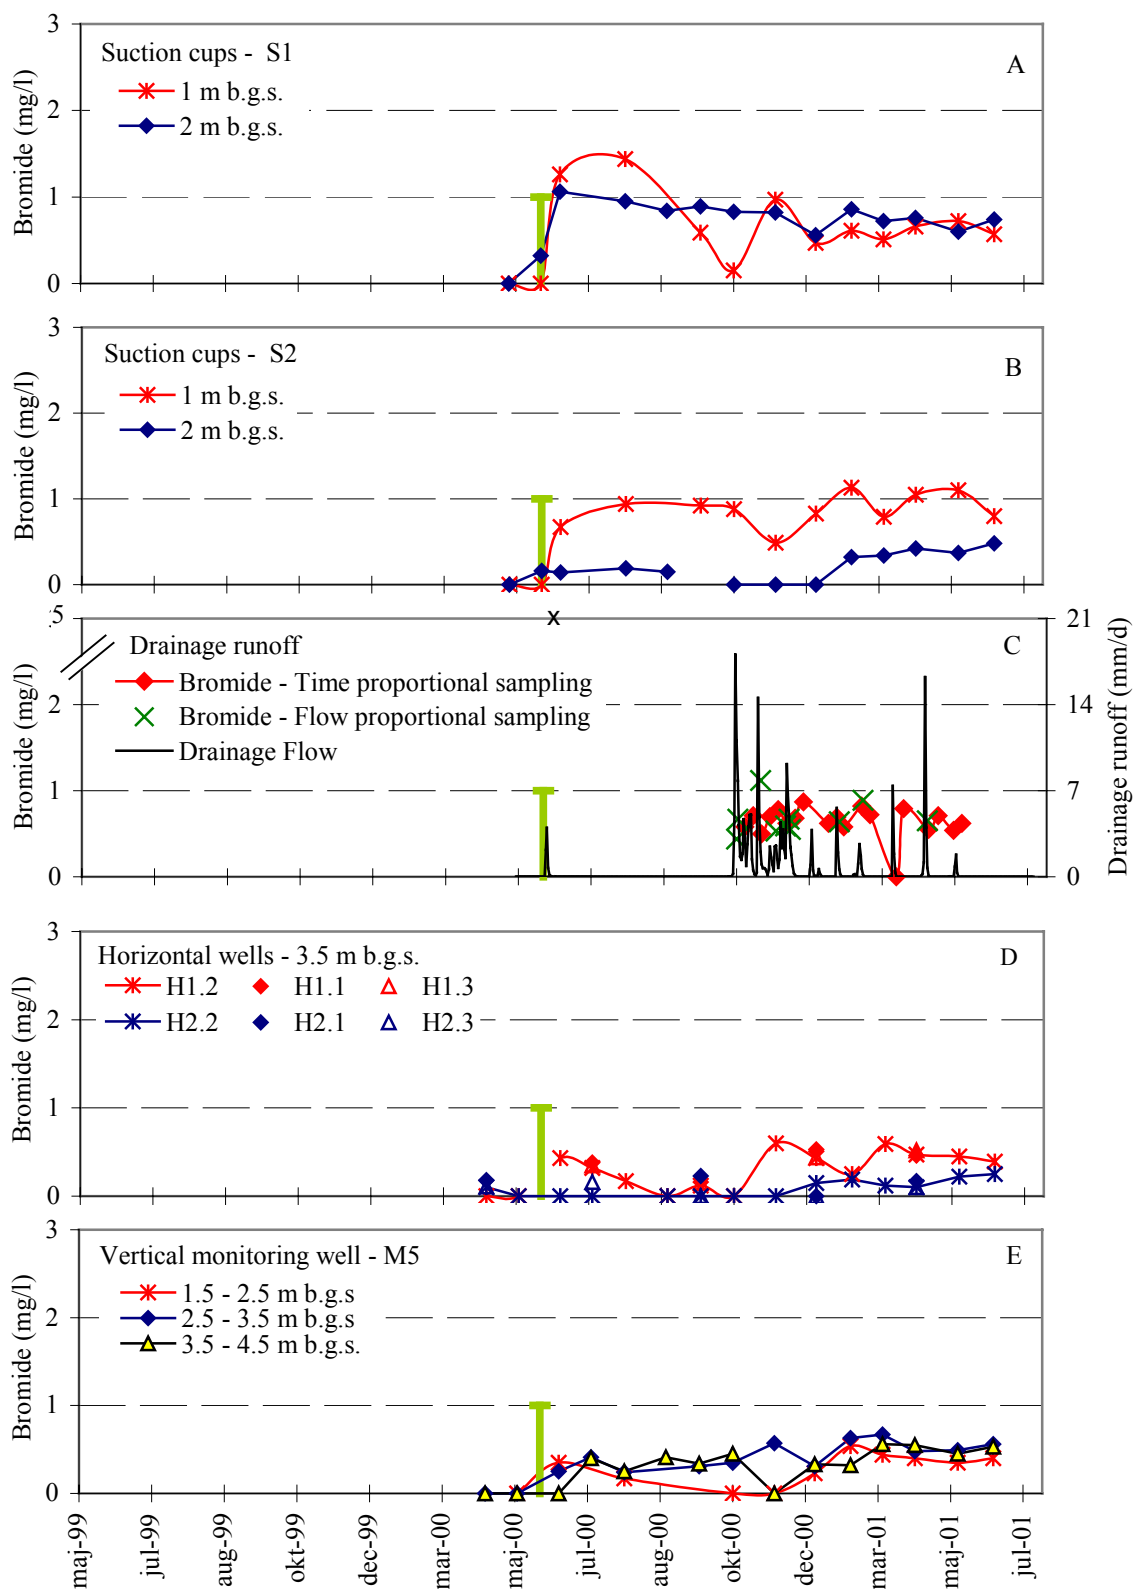 3
Suction cups - S1
A
1 m b.g.s.
2
2 m b.g.s.
1
0
Bromide (mg/l)
3
Suction cups - S2
B
1 m b.g.s.
2
2 m b.g.s.
1
0
Bromide (mg/l)
x
5
21
Drainage runoff
C
Bromide - Time proportional sampling
2
14
Bromide - Flow proportional sampling
Drainage Flow
1
7
0
0
Bromide (mg/l)
Drainage runoff (mm/d)
3
Horizontal wells - 3.5 m b.g.s.
D
H1.2 H1.1 H1.3
2
H2.2 H2.1 H2.3
1
0
Bromide (mg/l)
3
Vertical monitoring well - M5
E
1.5 - 2.5 m b.g.s
2
2.5 - 3.5 m b.g.s
3.5 - 4.5 m b.g.s.
1
0
Bromide (mg/l)
maj-99 jul-99 aug-99 okt-99 dec-99 mar-00 maj-00 jul-00 aug-00 okt-00 dec-00 mar-01 maj-01 jul-01